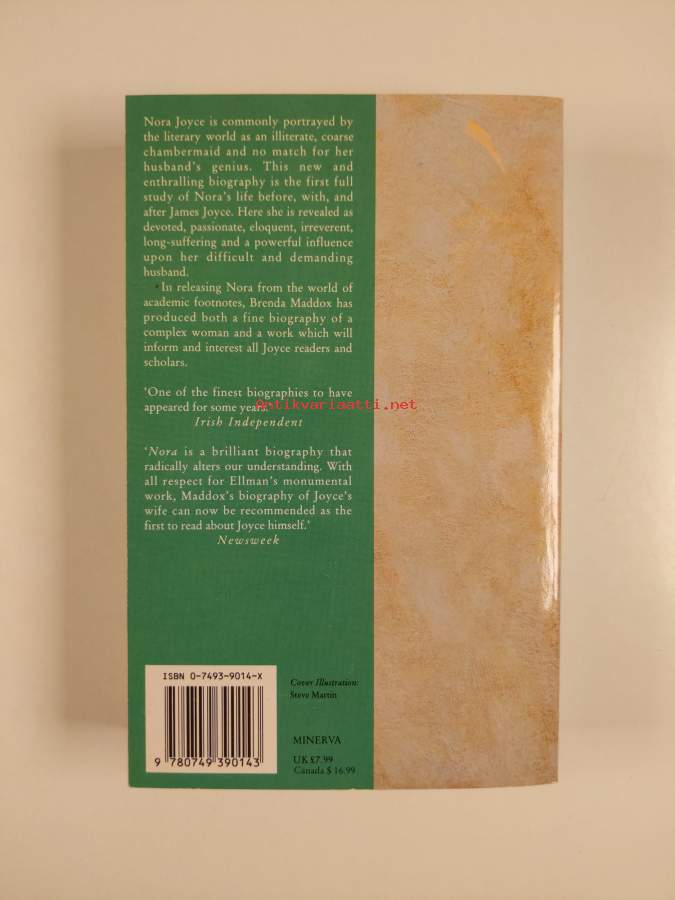 Nora Joyce is commonly portrayed by
the literary world as an illiterate, coarse
chambermaid and no match for her
husband's genius. This new and
enthralling biography is the first full
study of Nora's life before, with, and
after James Joyce. Here she is revealed as
devoted, passionate, eloquent, irreverent,
long-suffering and a powerful influence
upon her difficult and demanding
husband.
In releasing Nora from the world of
academic footnotes, Brenda Maddox has
produced both a fine biography of a
complex woman and a work which will
inform and interest all Joyce readers and
scholars.
'One of the finest biographies to have
appeared for some years.'
Antikvariaatti.net
Irish Independent
'Nora is a brilliant biography that
radically alters our understanding. With
all respect for Ellman's monumental
work, Maddox's biography of Joyce's
wife can now be recommended as the
first to read about Joyce himself.'
Newsweek
ISBN 0-7493-9014-X
9 780749 390143
Cover Illustration:
Steve Martin
MINERVA
UK £7.99
Canada $ 16.99